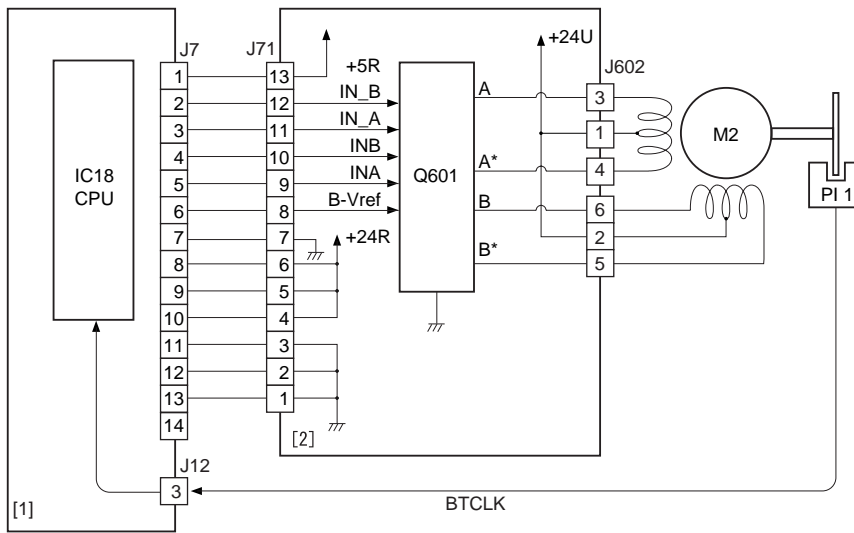 J7
J71
+24U
J602
IC18
CPU
1
2
3
4
5
6
7
8
9
10
11
12
13
14
13
12
11
10
9
8
7
6
5
4
3
2
1
+5R
IN_B
IN_A
INB
INA
B-Vref
+24R
Q601
A
A*
B
B*
3
1
4
6
2
5
M2
PI 1
[2]
J12
3
[1]
BTCLK